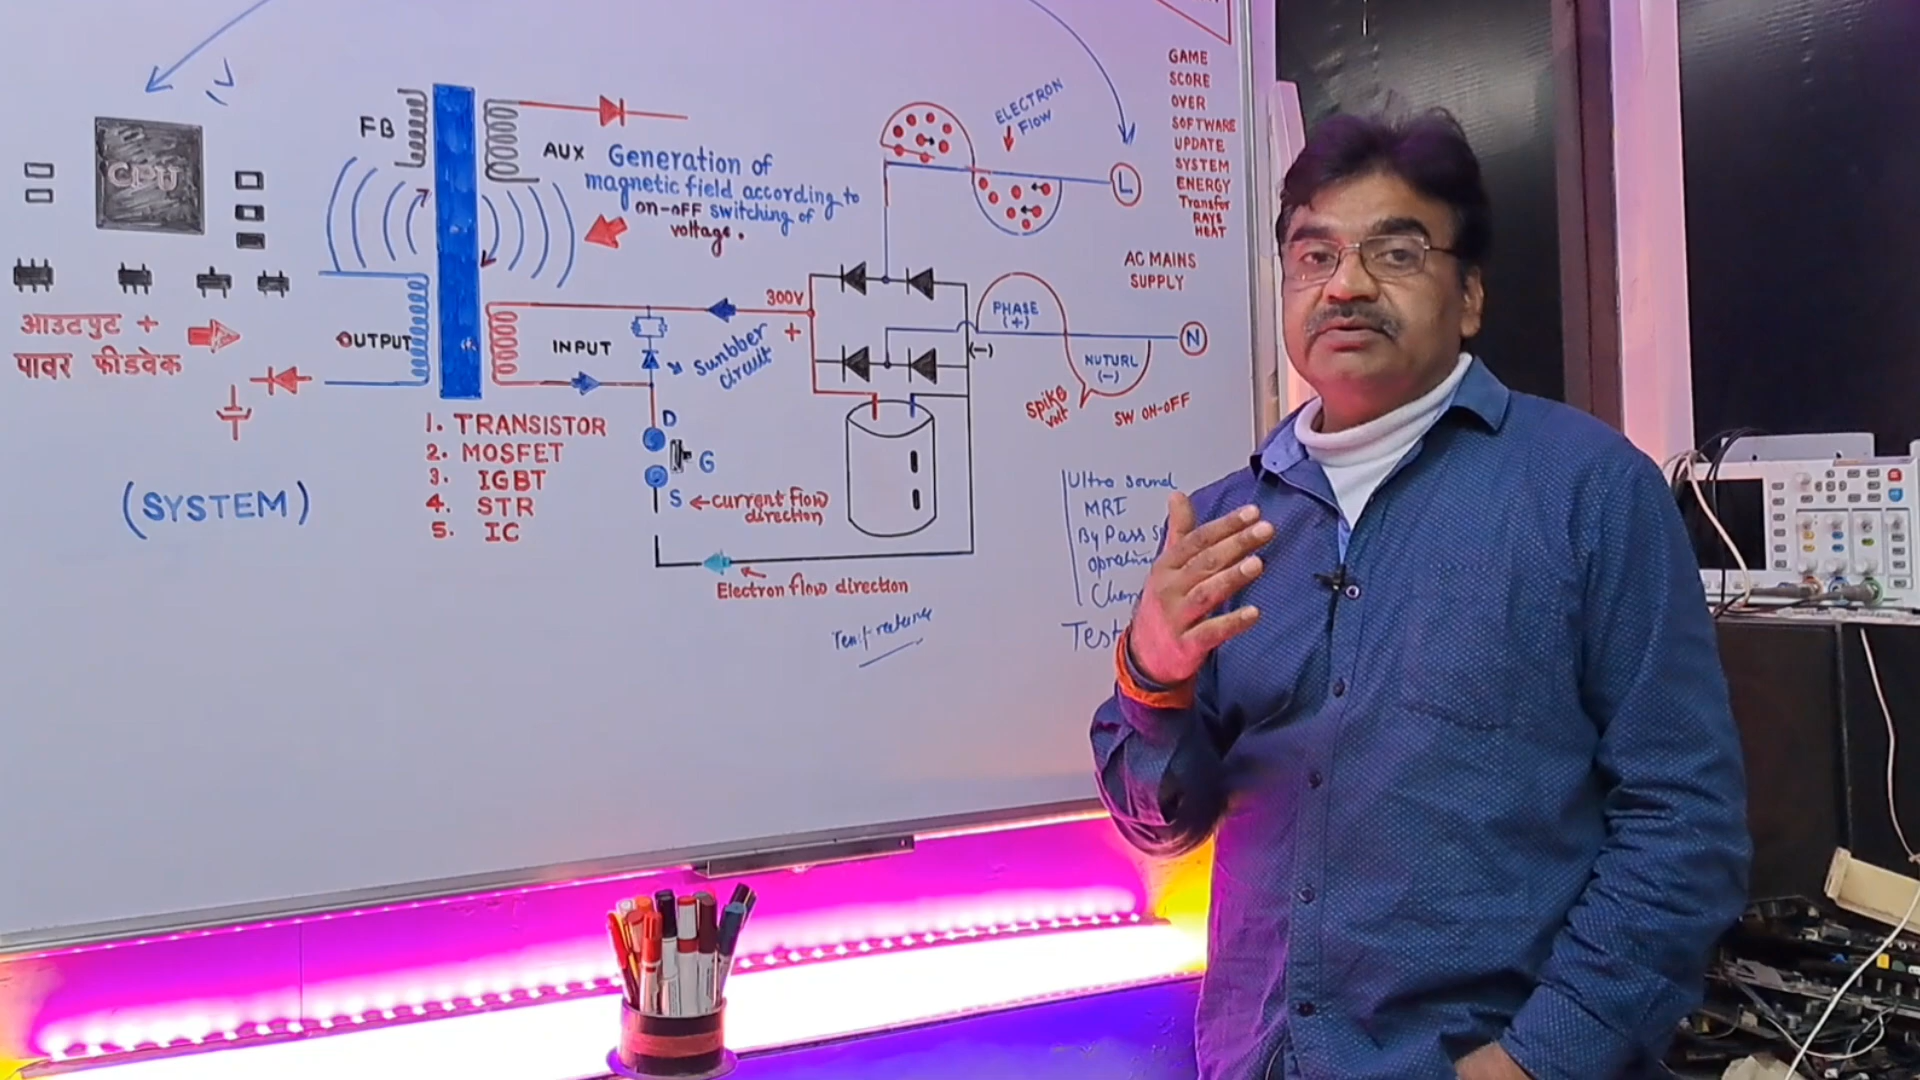 CPU
FB
AUX
Generation of
magnetic field according to
on-oFF switching of
voltage.
आउटपुट +
पावर फीडवेक
OUTPUT
INPUT
Sunbber
circuit
300V
+
(SYSTEM)
1. TRANSISTOR
2. MOSFET
3. IGBT
4. STR
5. IC
D
G
S
current flow
direction
Electron flow direction
ELECTRON
FLOW
L
PHASE
(+)
(-)
NUTURL
(-)
N
Spike
volt
SW ON-OFF
AC MAINS
SUPPLY
GAME
SCORE
OVER
SOFTWARE
UPDATE
SYSTEM
ENERGY
Transfor
RAYS
HEAT
Ultra sound
MRI
By Pass
Test